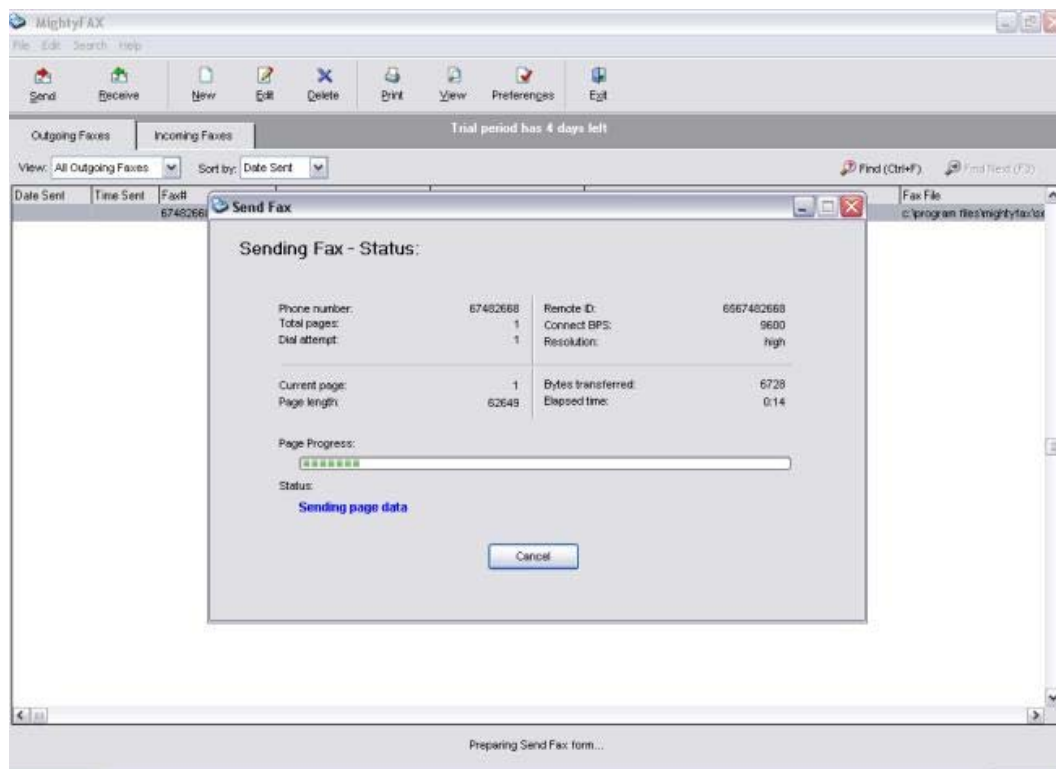 MightyFAX
File Edit Search Help
Send Receive New Edit Delete Print View Preferences Exit
Outgoing Faxes Incoming Faxes Trial period has 4 days left
View: All Outgoing Faxes Sort by: Date Sent Find (Ctrl+F) Find Next (F3)
Date Sent Time Sent Fax# Fax File
6748266 c:\program files\mightyfax\
Send Fax
Sending Fax - Status:
Phone number: 67482668 Remote ID: 6567482668
Total pages: 1 Connect BPS: 9600
Dial attempt: 1 Resolution: high
Current page: 1 Bytes transferred: 6728
Page length: 62649 Elapsed time: 0:14
Page Progress:
Status:
Sending page data
Cancel
Preparing Send Fax form...